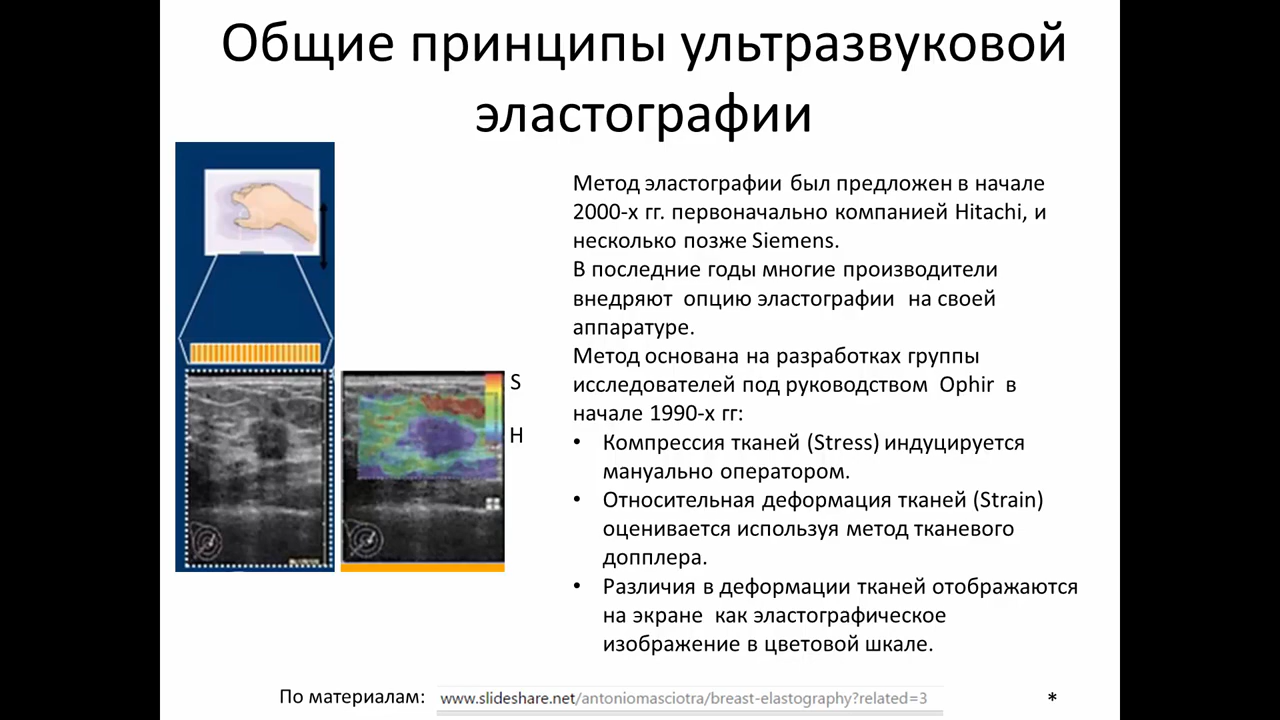 Общие принципы ультразвуковой
эластографии
Метод эластографии был предложен в начале
2000-х гг. первоначально компанией Hitachi, и
несколько позже Siemens.
В последние годы многие производители
внедряют опцию эластографии на своей
аппаратуре.
Метод основана на разработках группы
исследователей под руководством Ophir в
начале 1990-х гг:
• Компрессия тканей (Stress) индуцируется
мануально оператором.
• Относительная деформация тканей (Strain)
оценивается используя метод тканевого
допплера.
• Различия в деформации тканей отображаются
на экране как эластографическое
изображение в цветовой шкале.
S
H
По материалам: www.slideshare.net/antoniomasciotra/breast-elastography?related=3
*